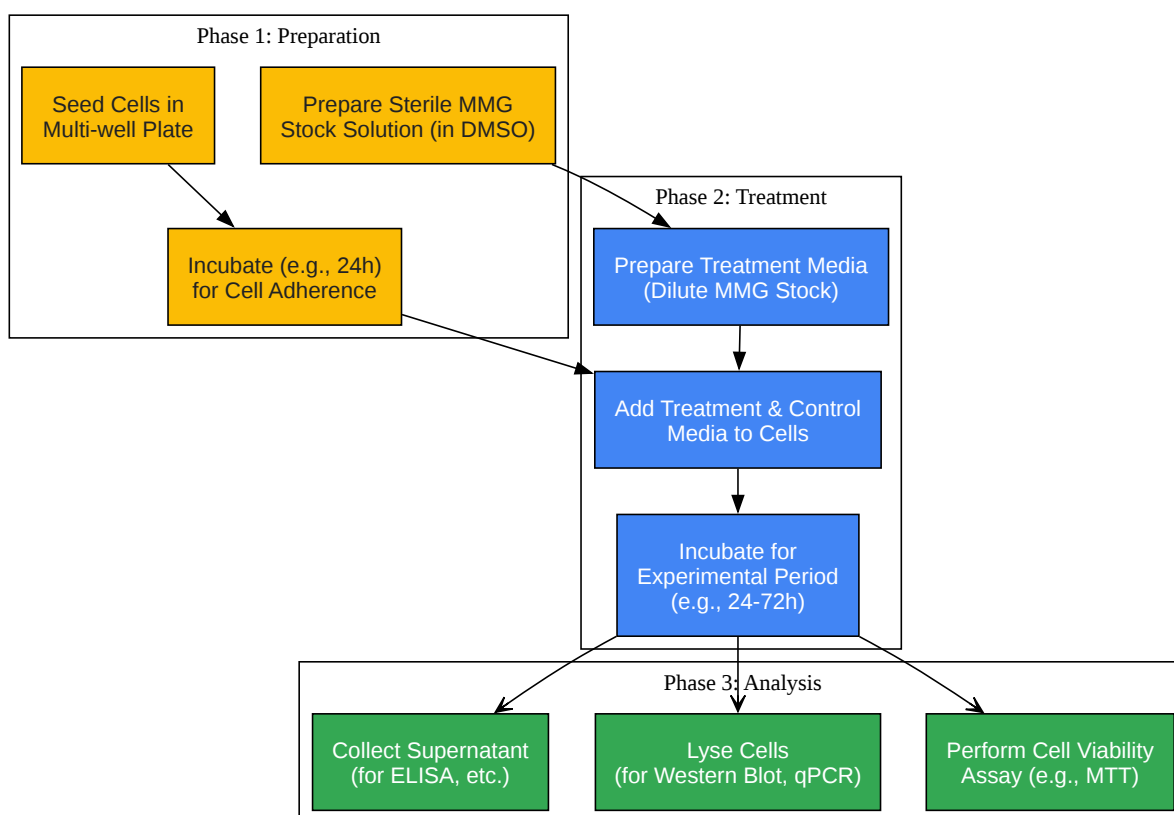 Phase 1: Preparation
Seed Cells in
Multi-well Plate
Prepare Sterile MMG
Stock Solution (in DMSO)
Incubate (e.g., 24h)
for Cell Adherence
Phase 2: Treatment
Prepare Treatment Media
(Dilute MMG Stock)
Add Treatment & Control
Media to Cells
Incubate for
Experimental Period
(e.g., 24-72h)
Phase 3: Analysis
Collect Supernatant
(for ELISA, etc.)
Lyse Cells
(for Western Blot, qPCR)
Perform Cell Viability
Assay (e.g., MTT)